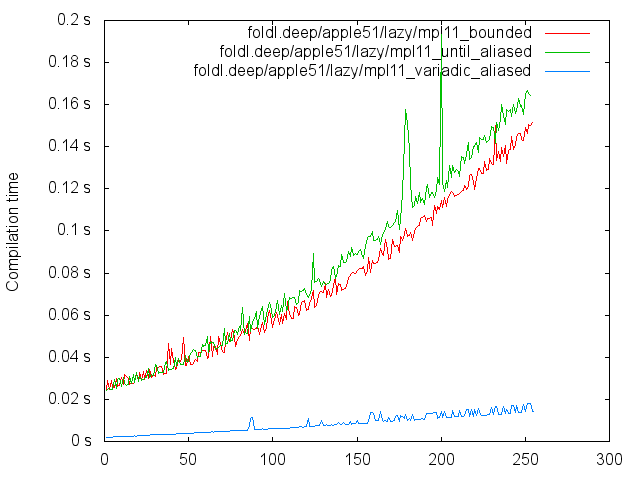 foldl.deep/apple51/lazy/mpl11_bounded
foldl.deep/apple51/lazy/mpl11_until_aliased
foldl.deep/apple51/lazy/mpl11_variadic_aliased
Compilation time
0.2 s
0.18 s
0.16 s
0.14 s
0.12 s
0.1 s
0.08 s
0.06 s
0.04 s
0.02 s
0 s
0 50 100 150 200 250 300